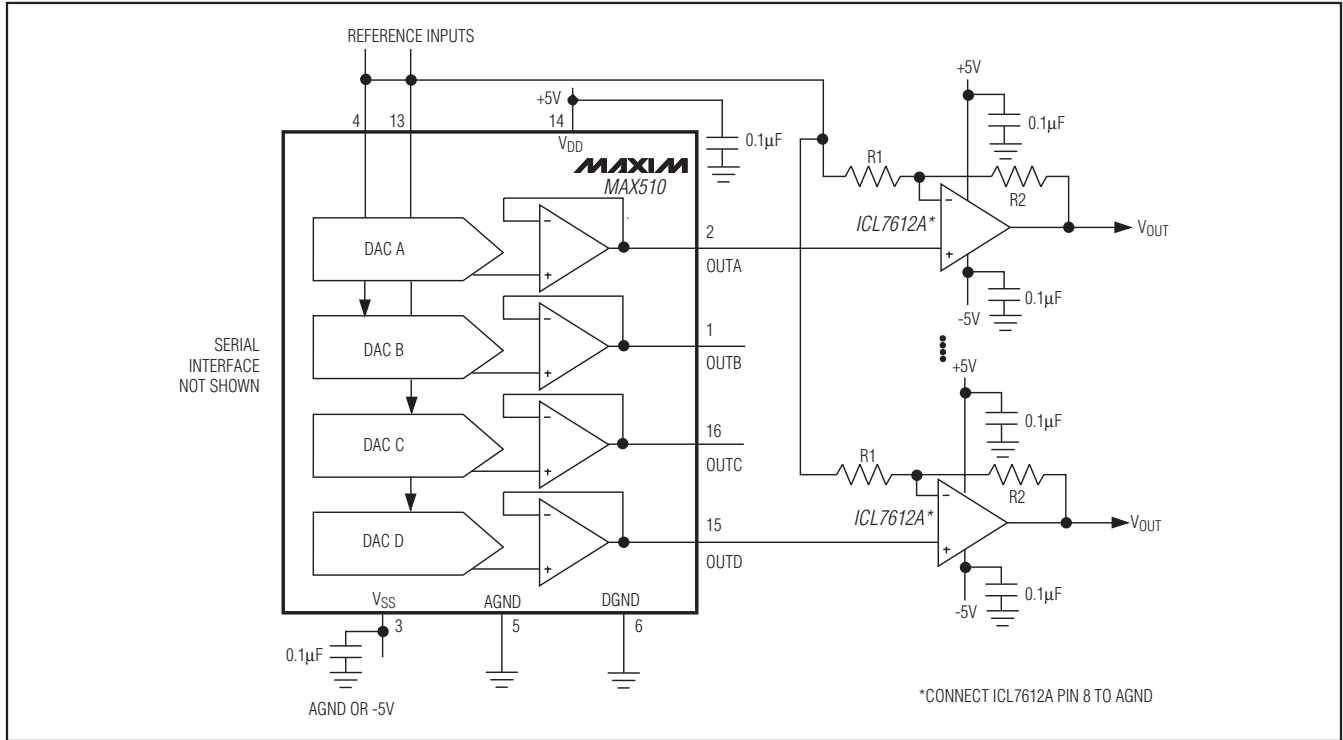 REFERENCE INPUTS
+5V
4
13
14
VDD
0.1µF
MAXIM
MAX510
DAC A
-
+
2
OUTA
DAC B
-
+
1
OUTB
DAC C
-
+
16
OUTC
DAC D
-
+
15
OUTD
SERIAL
INTERFACE
NOT SHOWN
VSS
AGND
DGND
3
5
6
0.1µF
AGND OR -5V
+5V
0.1µF
R1
R2
ICL7612A*
-
+
VOUT
0.1µF
-5V
+5V
0.1µF
R1
R2
ICL7612A*
-
+
VOUT
0.1µF
-5V
*CONNECT ICL7612A PIN 8 TO AGND